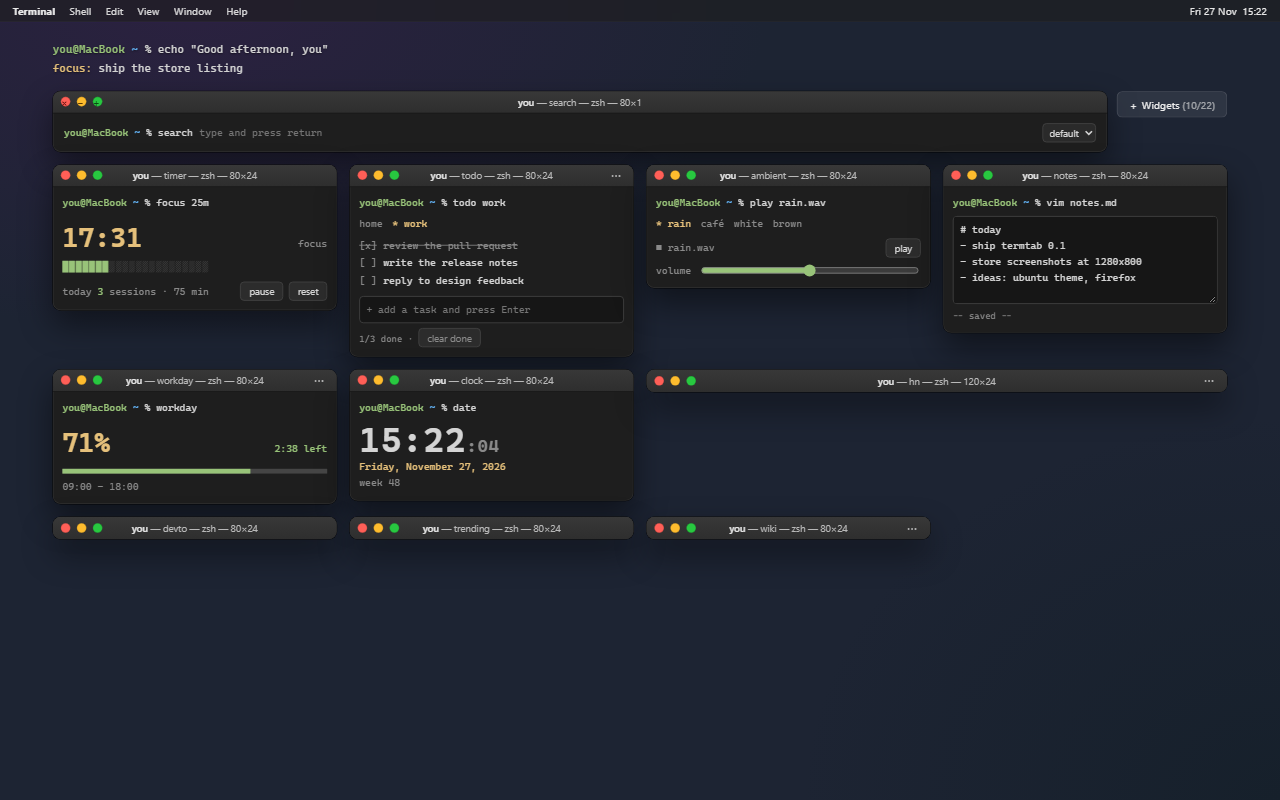 Terminal Shell Edit View Window Help Fri 27 Nov 15:22
you@MacBook ~ % echo "Good afternoon, you"
focus: ship the store listing
you — search — zsh — 80×1
+ Widgets (10/22)
you@MacBook ~ % search type and press return
default
you — timer — zsh — 80×24
you@MacBook ~ % focus 25m
17:31 focus
today 3 sessions · 75 min pause reset
you — todo — zsh — 80×24 ···
you@MacBook ~ % todo work
home * work
[x] review the pull request
[ ] write the release notes
[ ] reply to design feedback
+ add a task and press Enter
1/3 done · clear done
you — ambient — zsh — 80×24
you@MacBook ~ % play rain.wav
* rain café white brown
■ rain.wav play
volume
you — notes — zsh — 80×24
you@MacBook ~ % vim notes.md
# today
- ship termtab 0.1
- store screenshots at 1280x800
- ideas: ubuntu theme, firefox
-- saved --
you — workday — zsh — 80×24 ···
you@MacBook ~ % workday
71% 2:38 left
09:00 – 18:00
you — clock — zsh — 80×24
you@MacBook ~ % date
15:22:04
Friday, November 27, 2026
week 48
you — hn — zsh — 120×24 ···
you — devto — zsh — 80×24
you — trending — zsh — 80×24
you — wiki — zsh — 80×24 ···